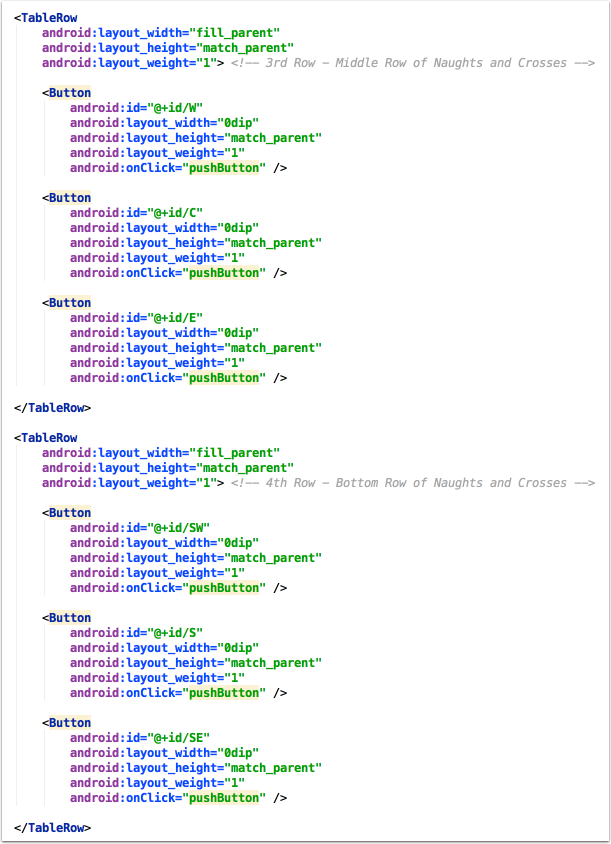 <TableRow
android:layout_width="fill_parent"
android:layout_height="match_parent"
android:layout_weight="1"> <!-- 3rd Row - Middle Row of Naughts and Crosses -->
<Button
android:id="@+id/W"
android:layout_width="0dip"
android:layout_height="match_parent"
android:layout_weight="1"
android:onClick="pushButton" />
<Button
android:id="@+id/C"
android:layout_width="0dip"
android:layout_height="match_parent"
android:layout_weight="1"
android:onClick="pushButton" />
<Button
android:id="@+id/E"
android:layout_width="0dip"
android:layout_height="match_parent"
android:layout_weight="1"
android:onClick="pushButton" />
</TableRow>
<TableRow
android:layout_width="fill_parent"
android:layout_height="match_parent"
android:layout_weight="1"> <!-- 4th Row - Bottom Row of Naughts and Crosses -->
<Button
android:id="@+id/SW"
android:layout_width="0dip"
android:layout_height="match_parent"
android:layout_weight="1"
android:onClick="pushButton" />
<Button
android:id="@+id/S"
android:layout_width="0dip"
android:layout_height="match_parent"
android:layout_weight="1"
android:onClick="pushButton" />
<Button
android:id="@+id/SE"
android:layout_width="0dip"
android:layout_height="match_parent"
android:layout_weight="1"
android:onClick="pushButton" />
</TableRow>